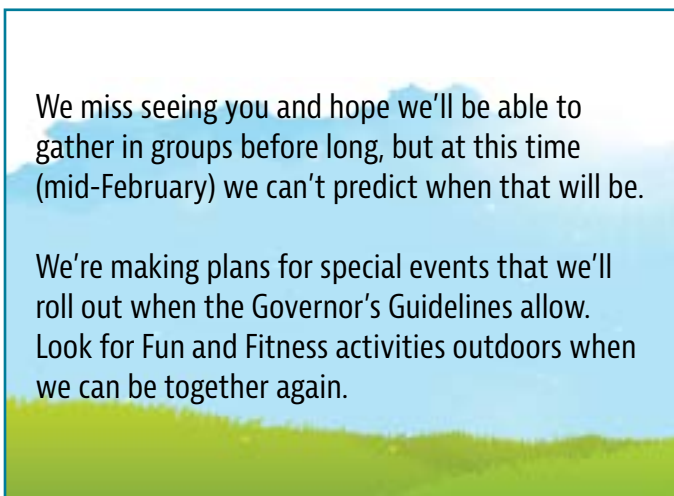 We miss seeing you and hope we'll be able to
gather in groups before long, but at this time
(mid-February) we can't predict when that will be.
We're making plans for special events that we'll
roll out when the Governor's Guidelines allow.
Look for Fun and Fitness activities outdoors when
we can be together again.